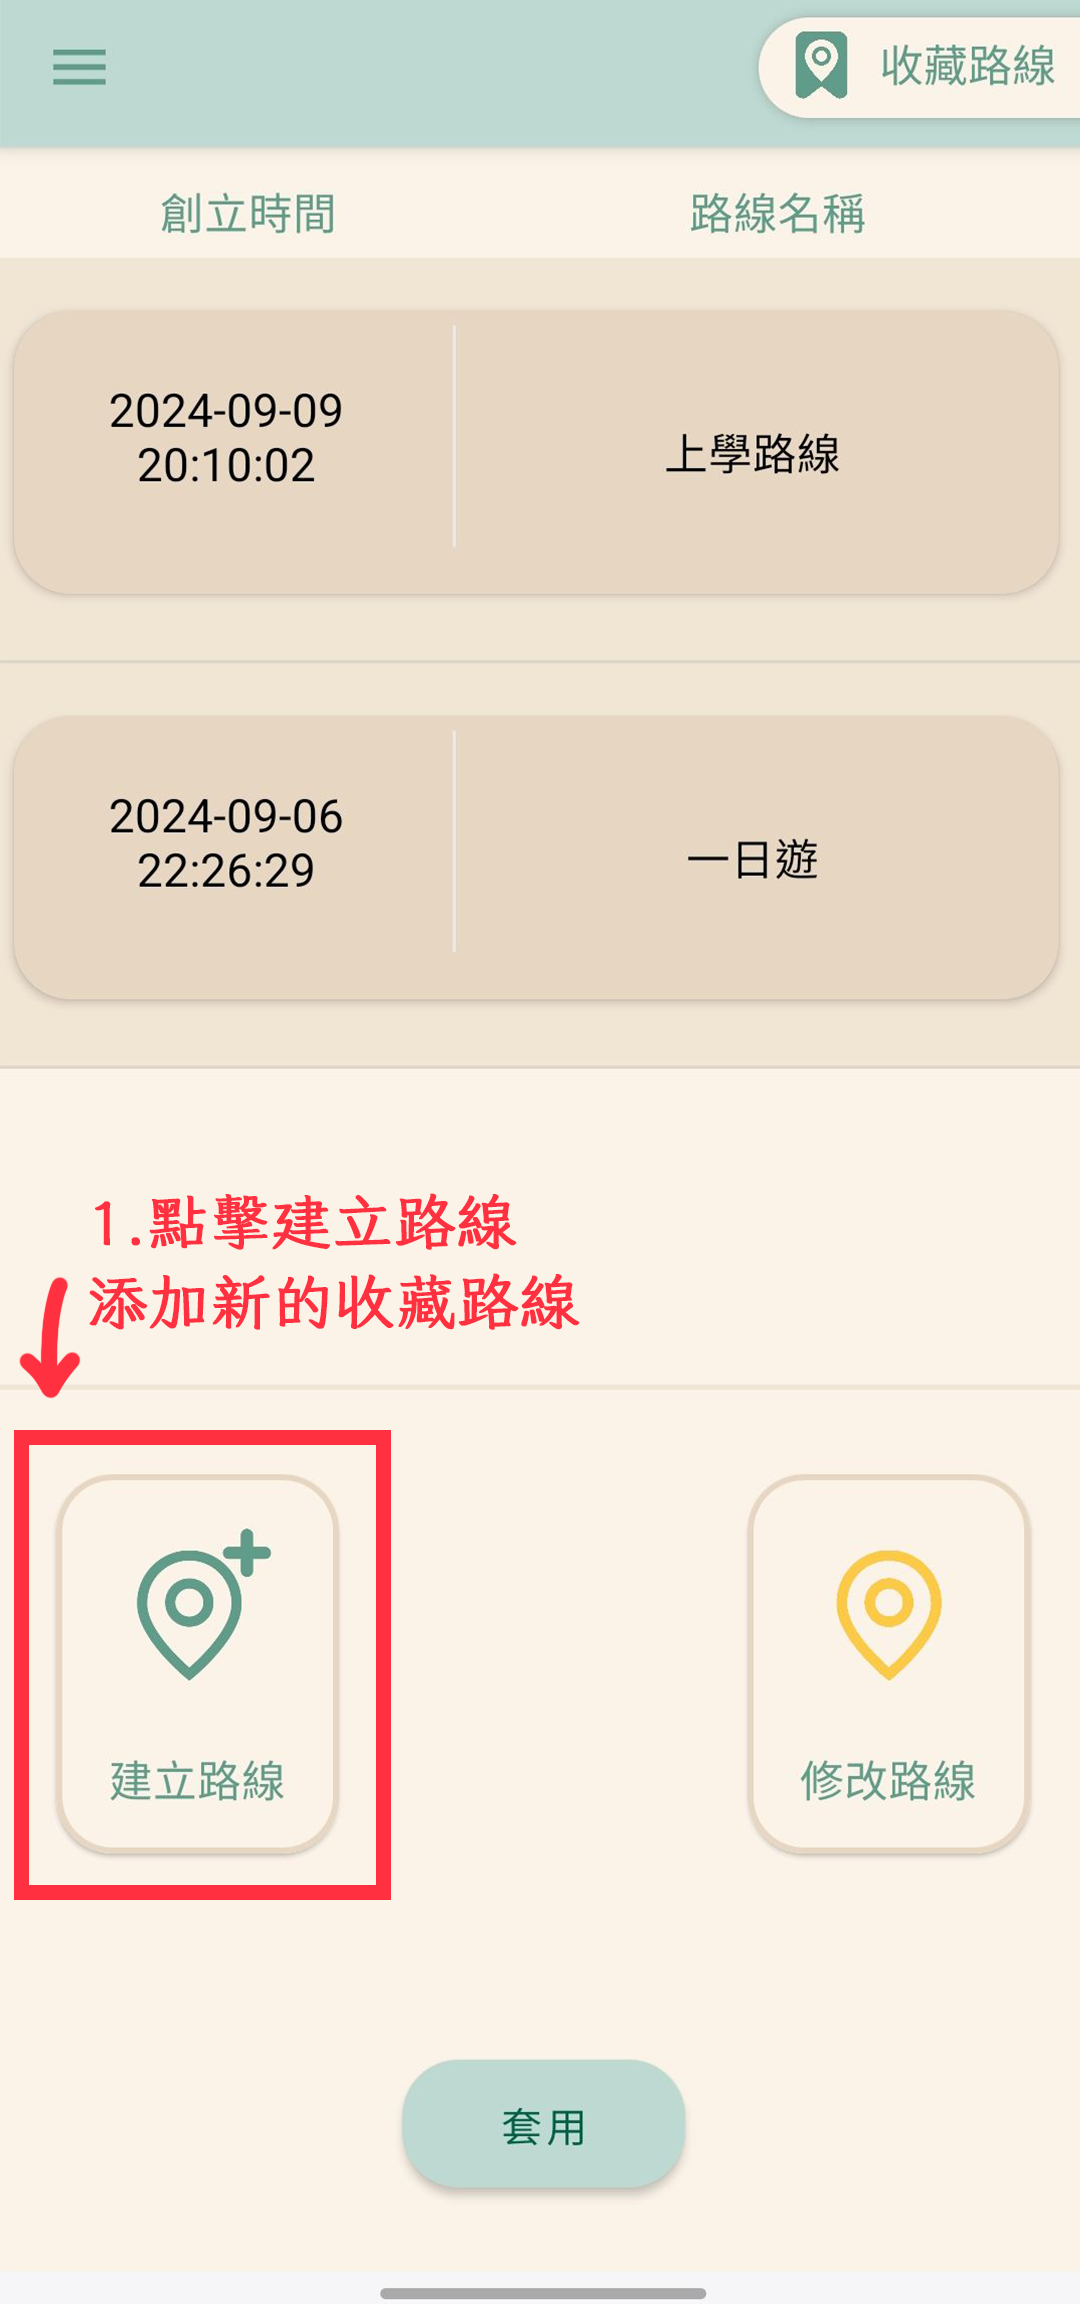 收藏路線
創立時間 路線名稱
2024-09-09
20:10:02
上學路線
2024-09-06
22:26:29
一日遊
1.點擊建立路線
添加新的收藏路線
建立路線
修改路線
套用